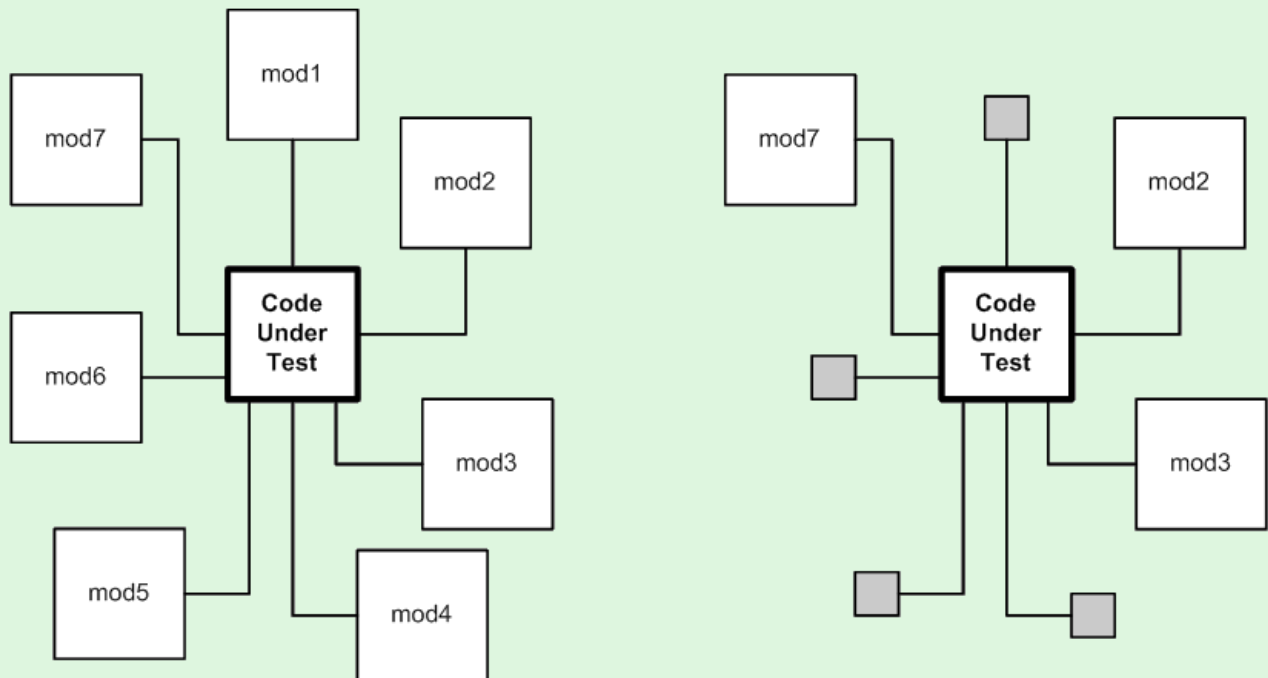 mod1
mod7
mod2
Code
Under
Test
mod6
mod3
mod5
mod4
mod7
mod2
Code
Under
Test
mod3